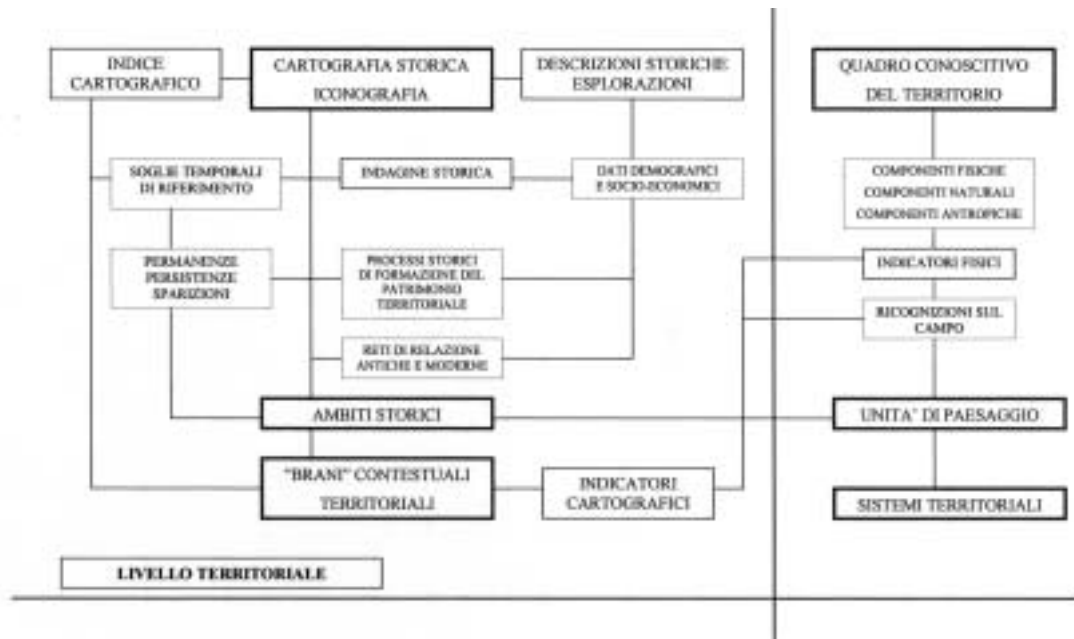 INDICE
CARTOGRAFICO
CARTOGRAFIA STORICA
ICONOGRAFIA
DESCRIZIONI STORICHE
ESPLORAZIONI
QUADRO CONOSCITIVO
DEL TERRITORIO
SOGLIE TEMPORALI
DI RIFERIMENTO
INDAGINE STORICA
DATI DEMOGRAFICI
E SOCIO-ECONOMICI
COMPONENTI FISICHE
COMPONENTI NATURALI
COMPONENTI ANTROFICHE
PERMANENZE
PERSISTENZE
SPARIZIONI
PROCESSI STORICI
DI FORMAZIONE DEL
PATRIMONIO
TERRITORIALE
INDICATORI FISICI
RICOGNIZIONI SUL
CAMPO
RETI DI RELAZIONE
ANTICHE E MODERNE
AMBITI STORICI
UNITA' DI PAESAGGIO
"BRANI" CONTESTUALI
TERRITORIALI
INDICATORI
CARTOGRAFICI
SISTEMI TERRITORIALI
LIVELLO TERRITORIALE